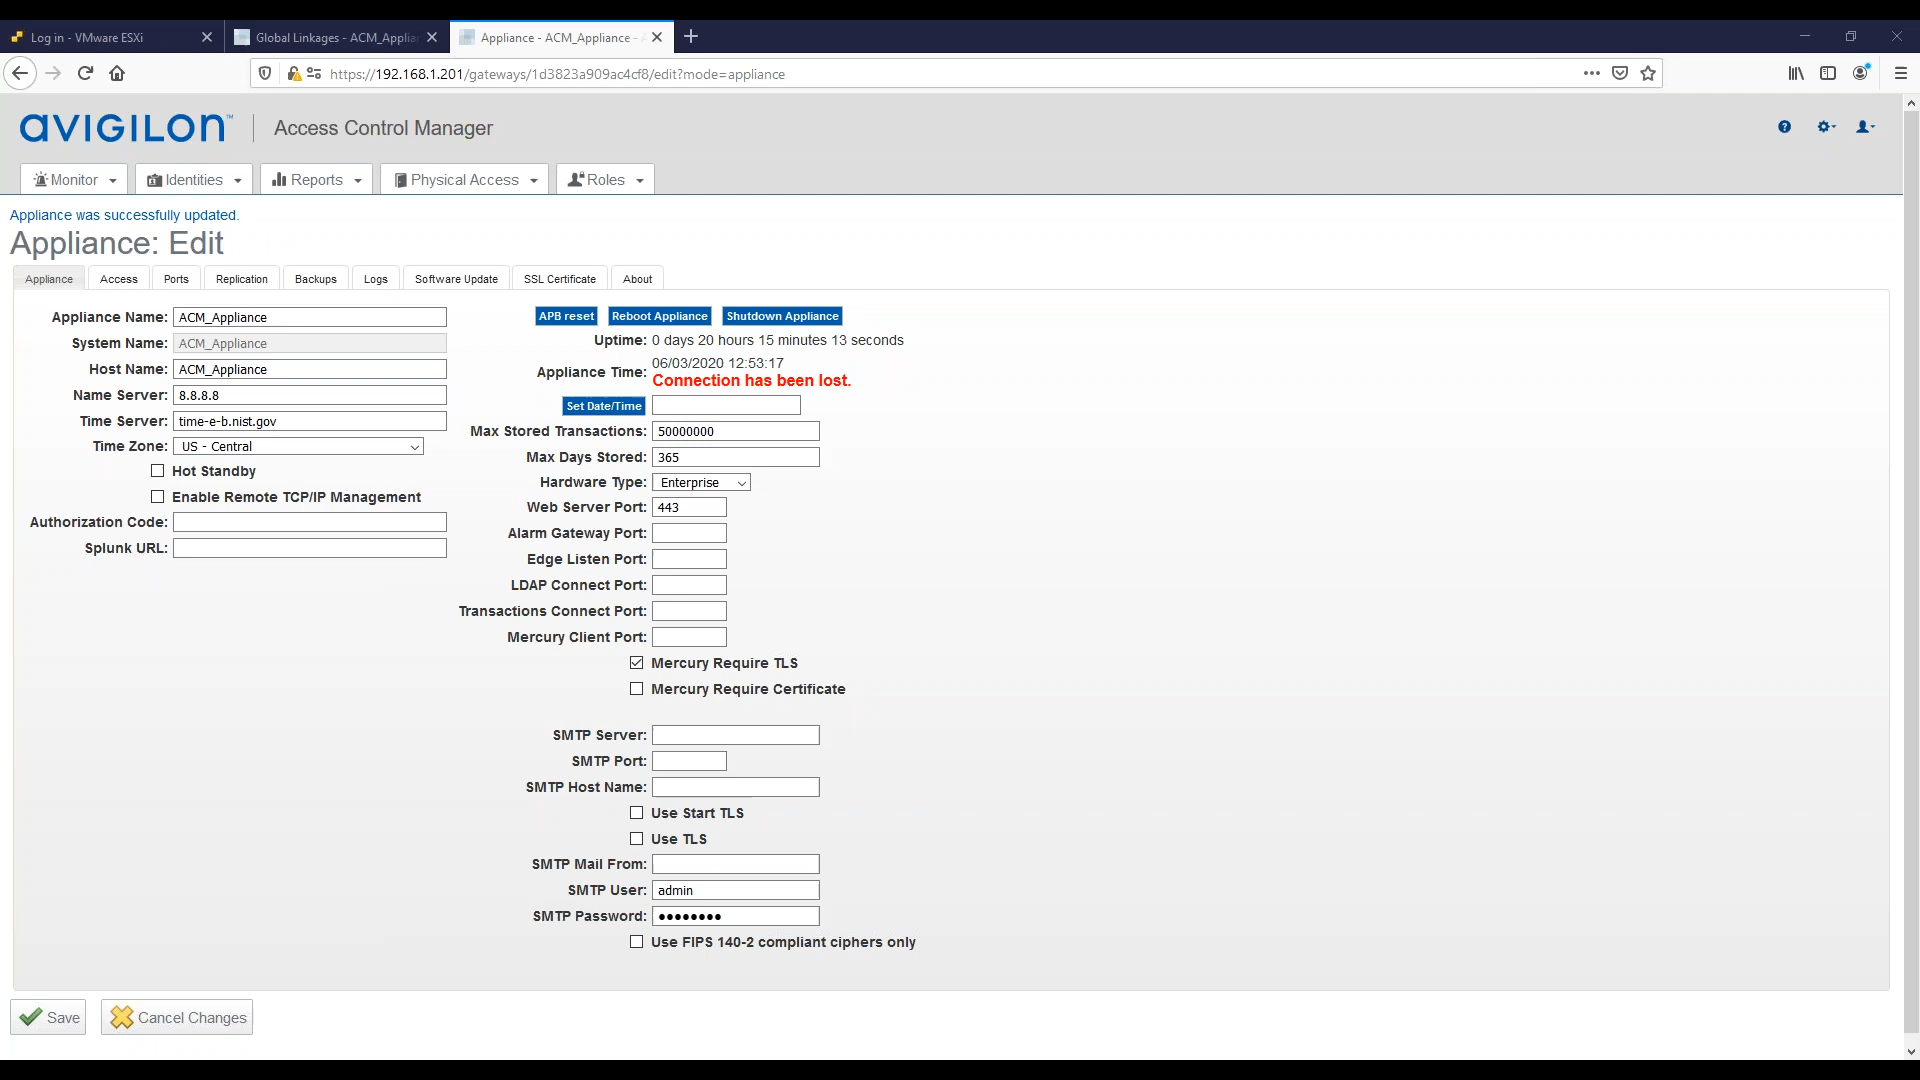 Log in - VMware ESXi
Global Linkages - ACM_Applia
Appliance - ACM_Appliance -
https://192.168.1.201/gateways/1d3823a909ac4cf8/edit?mode=appliance
avigilon™ Access Control Manager
Monitor Identities Reports Physical Access Roles
Appliance was successfully updated.
Appliance: Edit
Appliance Access Ports Replication Backups Logs Software Update SSL Certificate About
Appliance Name: ACM_Appliance
System Name: ACM_Appliance
Host Name: ACM_Appliance
Name Server: 8.8.8.8
Time Server: time-e-b.nist.gov
Time Zone: US - Central
Hot Standby
Enable Remote TCP/IP Management
Authorization Code:
Splunk URL:
APB reset Reboot Appliance Shutdown Appliance
Uptime: 0 days 20 hours 15 minutes 13 seconds
Appliance Time: 06/03/2020 12:53:17
Connection has been lost.
Set Date/Time
Max Stored Transactions: 50000000
Max Days Stored: 365
Hardware Type: Enterprise
Web Server Port: 443
Alarm Gateway Port:
Edge Listen Port:
LDAP Connect Port:
Transactions Connect Port:
Mercury Client Port:
Mercury Require TLS
Mercury Require Certificate
SMTP Server:
SMTP Port:
SMTP Host Name:
Use Start TLS
Use TLS
SMTP Mail From:
SMTP User: admin
SMTP Password: ●●●●●●●●
Use FIPS 140-2 compliant ciphers only
Save Cancel Changes